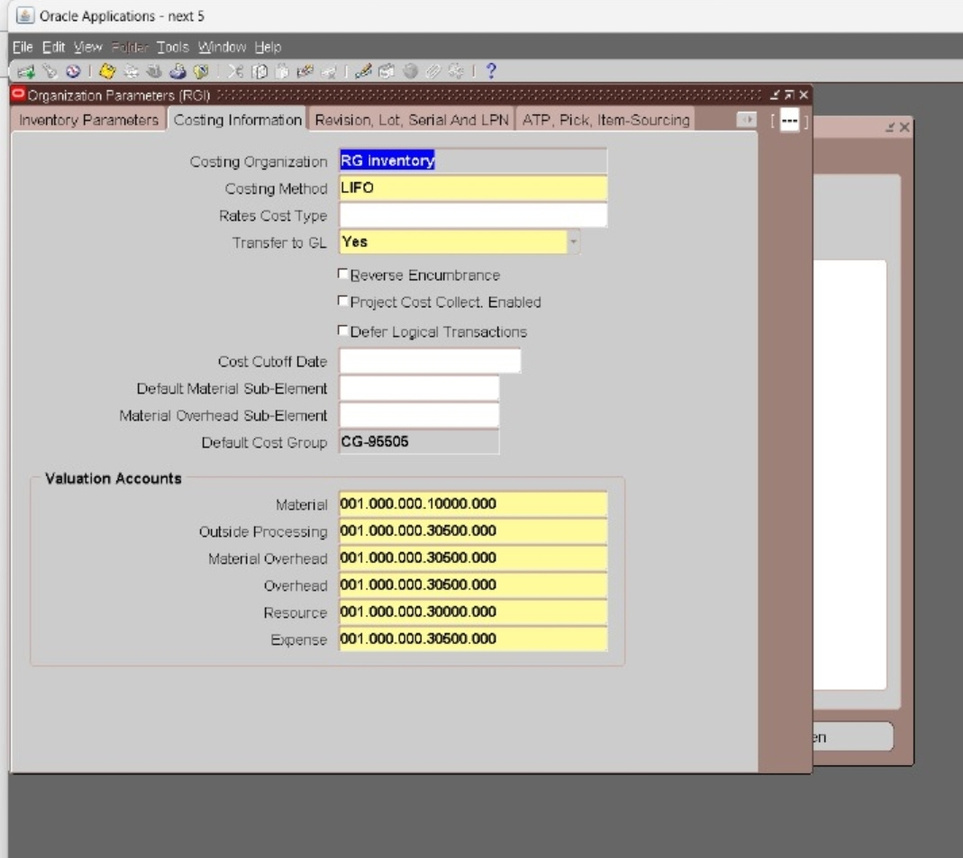 Oracle Applications - next 5
File Edit View Folder Tools Window Help
Organization Parameters (RGI)
Inventory Parameters Costing Information Revision, Lot, Serial And LPN ATP, Pick, Item-Sourcing
Costing Organization RG Inventory
Costing Method LIFO
Rates Cost Type
Transfer to GL Yes
Reverse Encumbrance
Project Cost Collect. Enabled
Defer Logical Transactions
Cost Cutoff Date
Default Material Sub-Element
Material Overhead Sub-Element
Default Cost Group CG-95505
Valuation Accounts
Material 001.000.000.10000.000
Outside Processing 001.000.000.30500.000
Material Overhead 001.000.000.30500.000
Overhead 001.000.000.30500.000
Resource 001.000.000.30000.000
Expense 001.000.000.30500.000
en